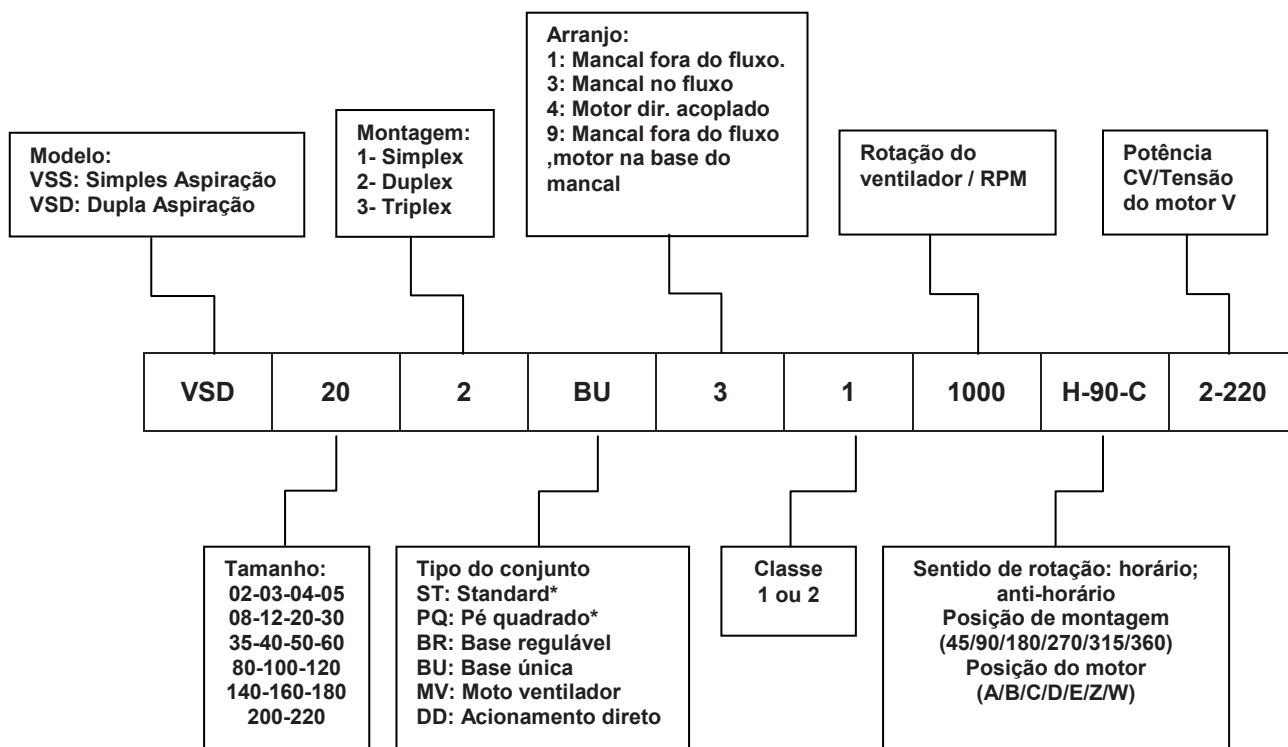 Arranjo:
1: Mancal fora do fluxo.
3: Mancal no fluxo
4: Motor dir. acoplado
9: Mancal fora do fluxo
,motor na base do
mancal
Montagem:
1- Simplex
2- Duplex
3- Triplex
Modelo:
VSS: Simples Aspiração
VSD: Dupla Aspiração
Rotação do
ventilador / RPM
Potência
CV/Tensão
do motor V
VSD 20 2 BU 3 1 1000 H-90-C 2-220
Tamanho:
02-03-04-05
08-12-20-30
35-40-50-60
80-100-120
140-160-180
200-220
Tipo do conjunto
ST: Standard*
PQ: Pé quadrado*
BR: Base regulável
BU: Base única
MV: Moto ventilador
DD: Acionamento direto
Classe
1 ou 2
Sentido de rotação: horário;
anti-horário
Posição de montagem
(45/90/180/270/315/360)
Posição do motor
(A/B/C/D/E/Z/W)